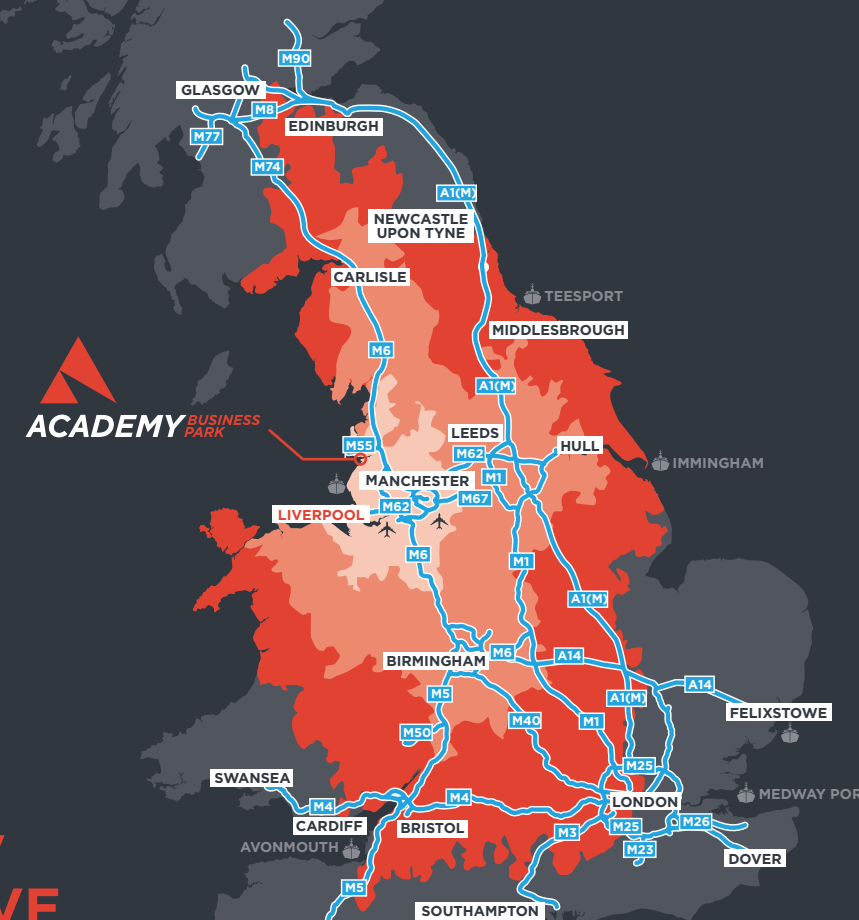 M90
GLASGOW
M8
EDINBURGH
M77
M74
A1(M)
NEWCASTLE
UPON TYNE
CARLISLE
TEESPORT
MIDDLESBROUGH
M6
A1(M)
ACADEMY BUSINESS
PARK
LEEDS
M55
M62
HULL
IMMINGHAM
MANCHESTER
M1
M67
LIVERPOOL
M62
M6
M1
A1(M)
BIRMINGHAM
M6
A14
M5
A14
A1(M)
FELIXSTOWE
M50
M40
M1
M25
SWANSEA
M4
M4
LONDON
MEDWAY POR
CARDIFF
BRISTOL
M3
M25
M26
AVONMOUTH
M23
DOVER
M5
VE
SOUTHAMPTON